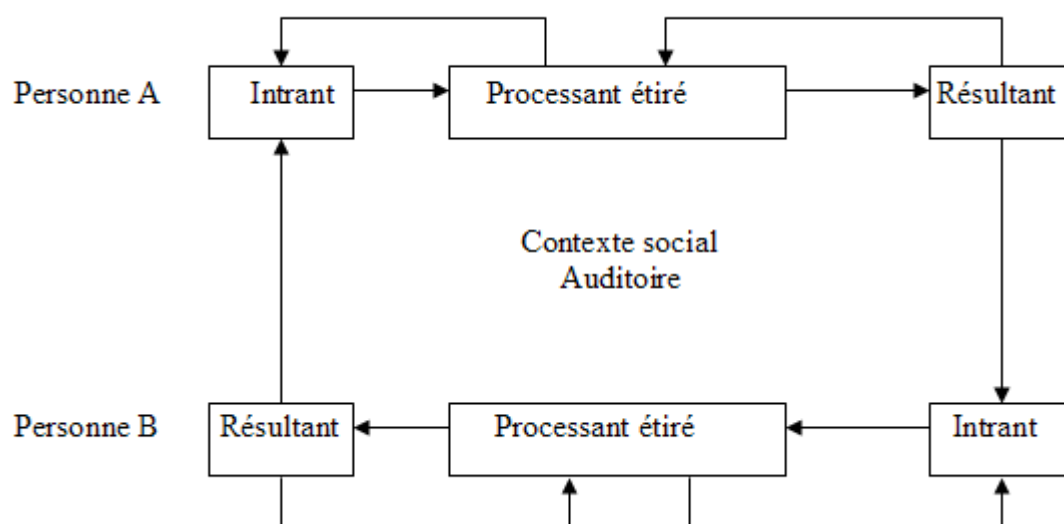 Personne A
Intrant
Processant étiré
Résultant
Contexte social
Auditoire
Personne B
Résultant
Processant étiré
Intrant